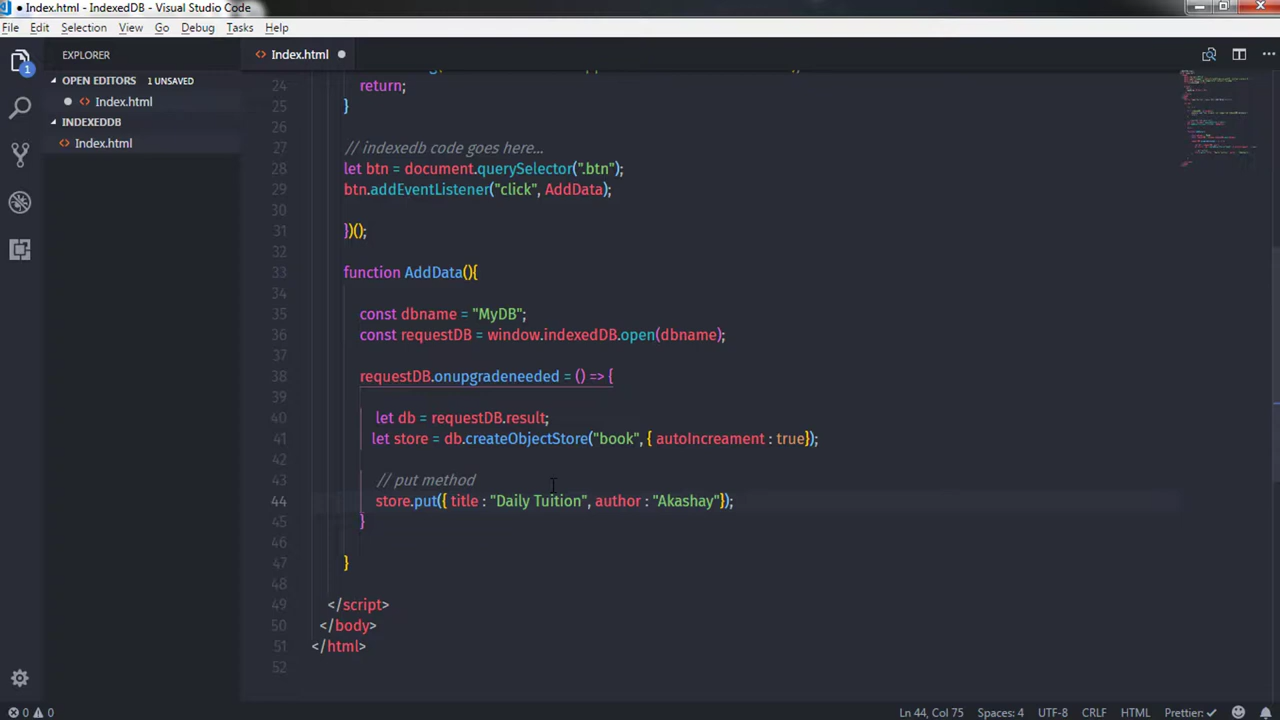 Index.html - IndexedDB - Visual Studio Code
File Edit Selection View Go Debug Tasks Help
EXPLORER
OPEN EDITORS 1 UNSAVED
Index.html
INDEXEDDB
Index.html
1
Index.html
24 return;
25 }
26
27 // indexedb code goes here...
28 let btn = document.querySelector(".btn");
29 btn.addEventListener("click", AddData);
30
31 })();
32
33 function AddData(){
34
35 const dbname = "MyDB";
36 const requestDB = window.indexedDB.open(dbname);
37
38 requestDB.onupgradeneeded = () => {
39
40 let db = requestDB.result;
41 let store = db.createObjectStore("book", { autoIncreament : true});
42
43 // put method
44 store.put({ title : "Daily Tuition", author : "Akashay"});
45 }
46
47 }
48
49 </script>
50 </body>
51 </html>
52
0 0 Ln 44, Col 75 Spaces: 4 UTF-8 CRLF HTML Prettier: ✓